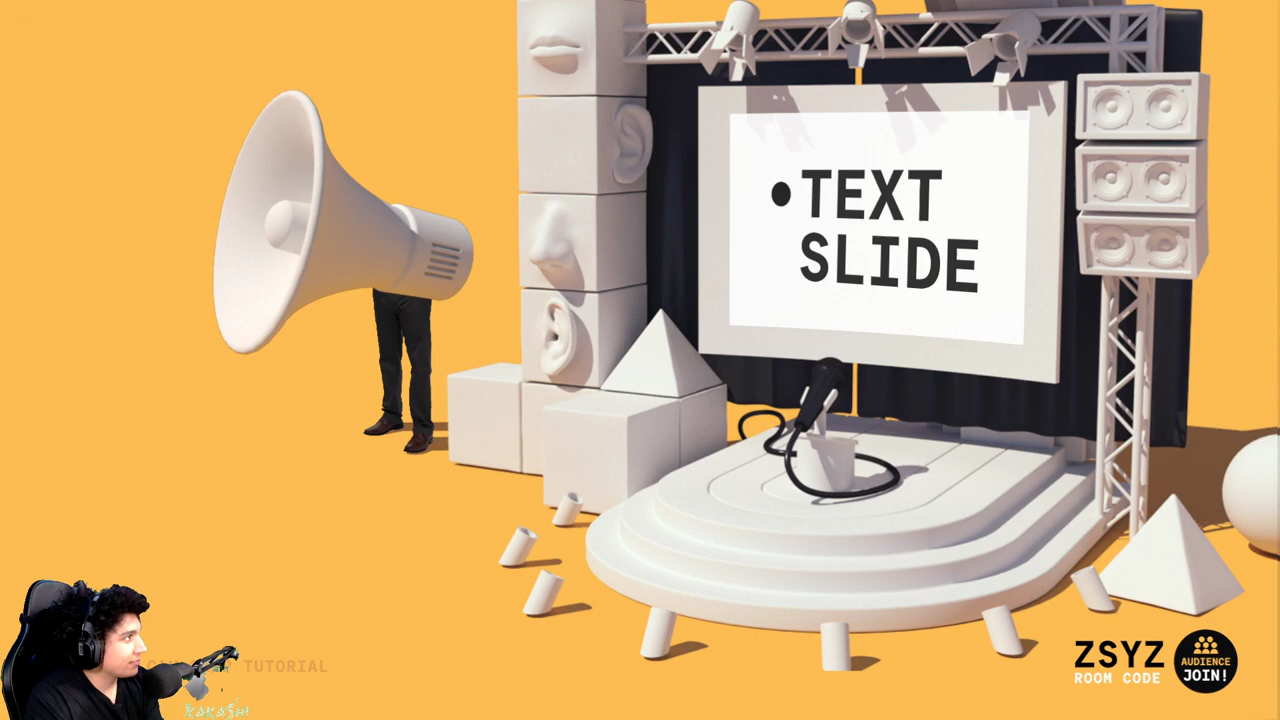 • TEXT
SLIDE
ZSYZ
ROOM CODE
AUDIENCE
JOIN!
TUTORIAL